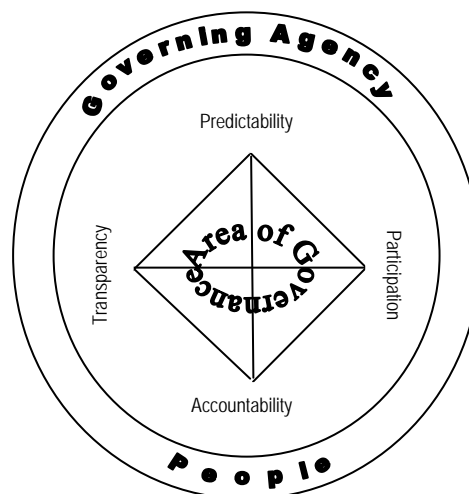 Governing Agency
Predictability
Transparency
Area of Governance
Participation
Accountability
People